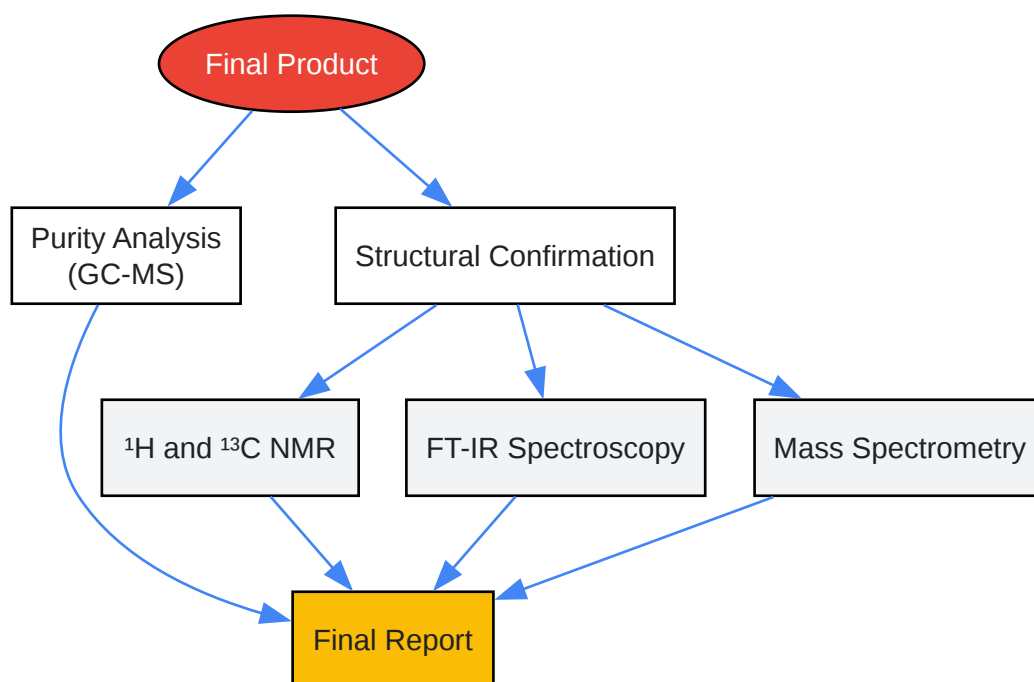 Final Product
Purity Analysis
(GC-MS)
Structural Confirmation
¹H and ¹³C NMR
FT-IR Spectroscopy
Mass Spectrometry
Final Report